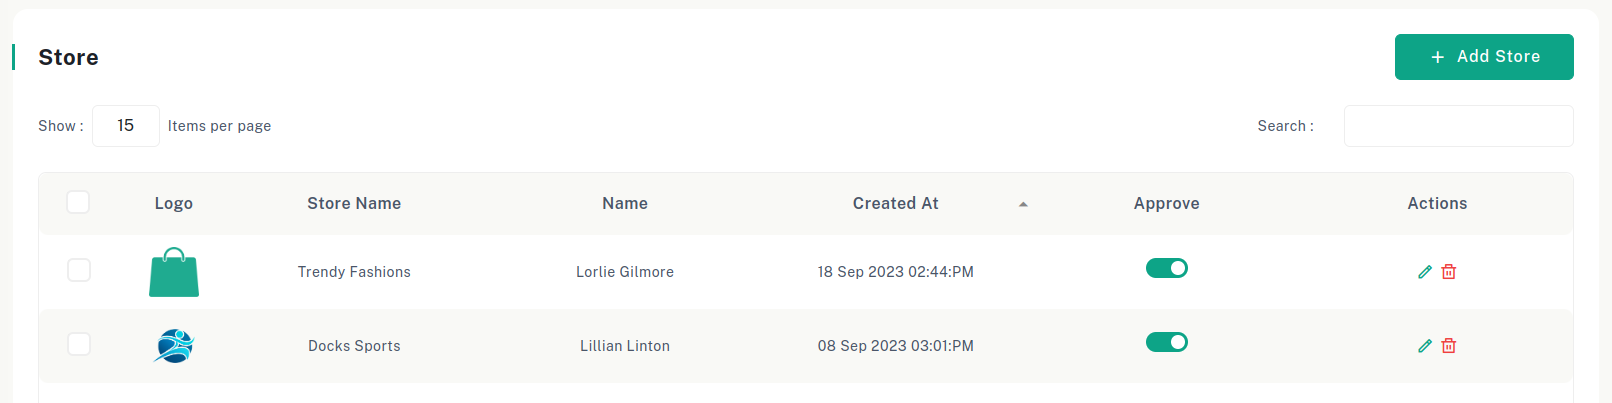 Store
+ Add Store
Show : 15 Items per page
Search :
Logo Store Name Name Created At Approve Actions
Trendy Fashions Lorlie Gilmore 18 Sep 2023 02:44:PM
Docks Sports Lillian Linton 08 Sep 2023 03:01:PM